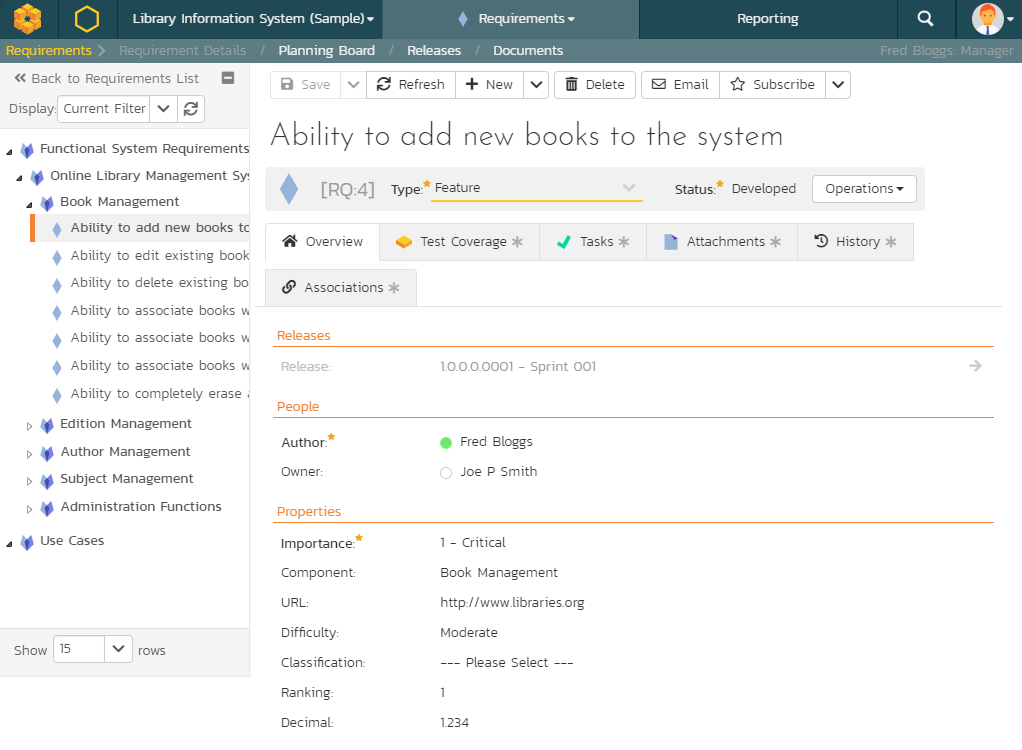 Library Information System (Sample)
Requirements
Reporting
Requirements
Requirement Details / Planning Board / Releases / Documents
Fred Bloggs: Manager
Back to Requirements List
Display: Current Filter
Functional System Requirements
Online Library Management Sy
Book Management
Ability to add new books to
Ability to edit existing book
Ability to delete existing bo
Ability to associate books w
Ability to associate books w
Ability to associate books w
Ability to completely erase
Edition Management
Author Management
Subject Management
Administration Functions
Use Cases
Show 15 rows
Save Refresh + New Delete Email Subscribe
Ability to add new books to the system
[RQ:4] Type: Feature Status: Developed Operations
Overview Test Coverage Tasks Attachments History
Associations
Releases
Release: 1.0.0.0.0001 - Sprint 001
People
Author: Fred Bloggs
Owner: Joe P Smith
Properties
Importance: 1 - Critical
Component: Book Management
URL: http://www.libraries.org
Difficulty: Moderate
Classification: --- Please Select ---
Ranking: 1
Decimal: 1.234